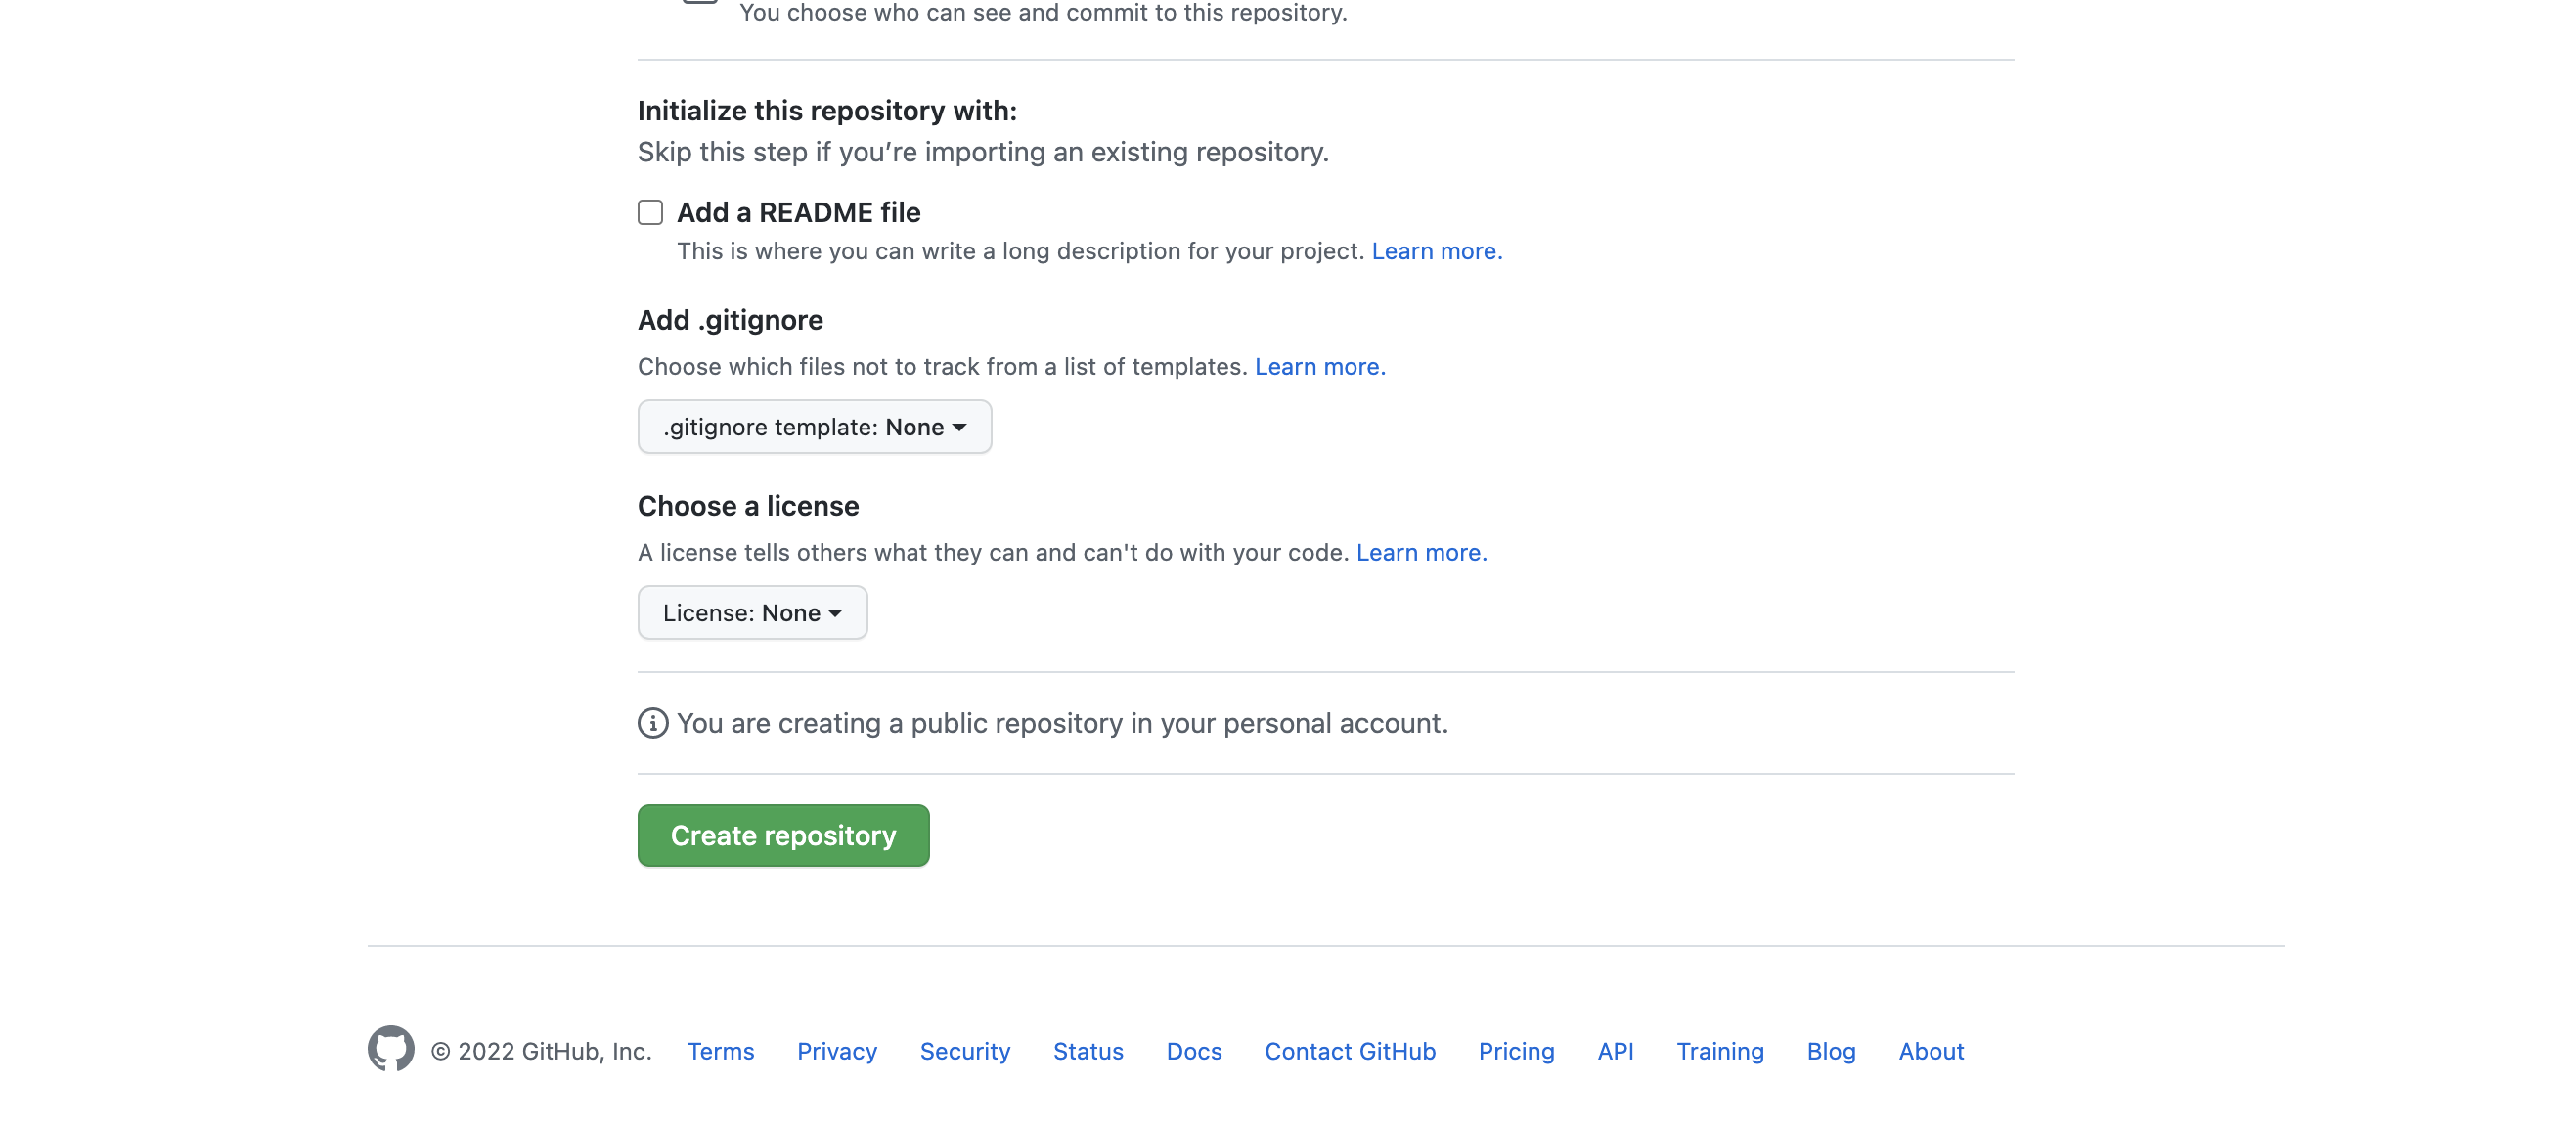 You choose who can see and commit to this repository.
Initialize this repository with:
Skip this step if you’re importing an existing repository.
Add a README file
This is where you can write a long description for your project. Learn more.
Add .gitignore
Choose which files not to track from a list of templates. Learn more.
.gitignore template: None
Choose a license
A license tells others what they can and can't do with your code. Learn more.
License: None
You are creating a public repository in your personal account.
Create repository
© 2022 GitHub, Inc. Terms Privacy Security Status Docs Contact GitHub Pricing API Training Blog About